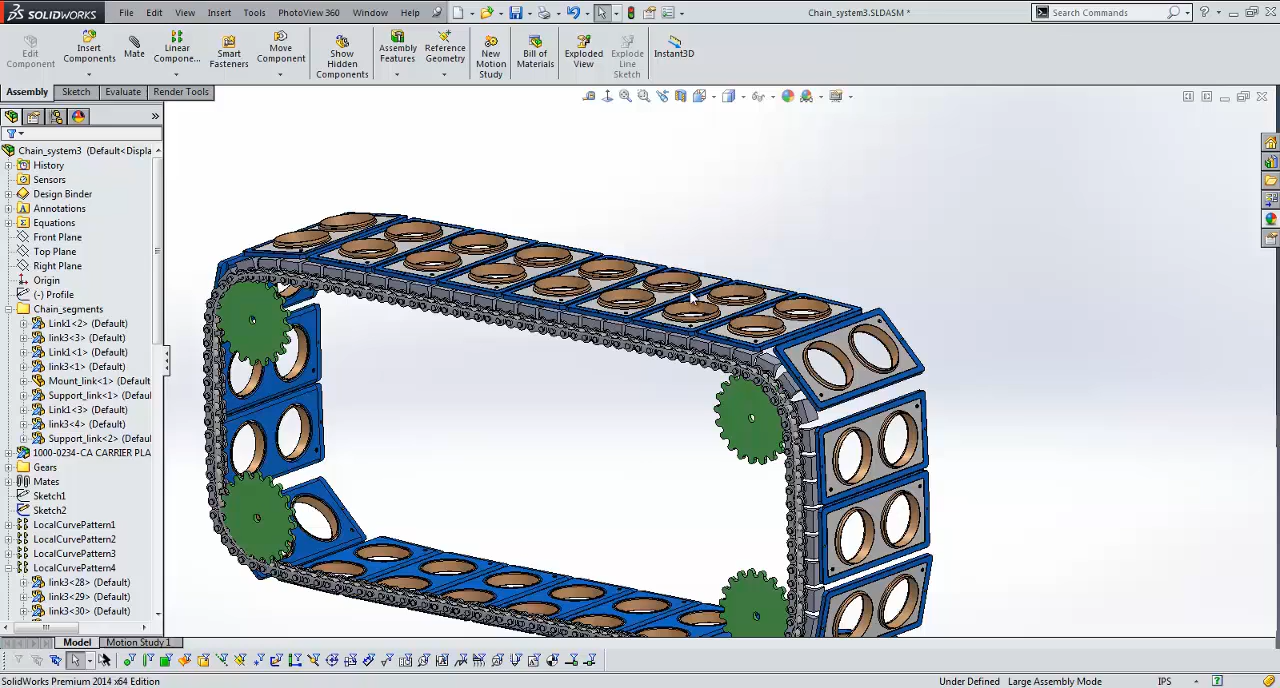 SOLIDWORKS File Edit View Insert Tools PhotoView 360 Window Help Chain_system3.SLDASM * Search Commands
Edit Component
Insert Components
Mate
Linear Compone...
Smart Fasteners
Move Component
Show Hidden Components
Assembly Features
Reference Geometry
New Motion Study
Bill of Materials
Exploded View
Explode Line Sketch
Instant3D
Assembly Sketch Evaluate Render Tools
Chain_system3 (Default<Displa
History
Sensors
Design Binder
Annotations
Equations
Front Plane
Top Plane
Right Plane
Origin
(-) Profile
Chain_segments
Link1<2> (Default)
link3<3> (Default)
Link1<1> (Default)
link3<1> (Default)
Mount_link<1> (Default
Support_link<1> (Defaul
Link1<3> (Default)
link3<4> (Default)
Support_link<2> (Defaul
1000-0234-CA CARRIER PLA
Gears
Mates
Sketch1
Sketch2
LocalCurvePattern1
LocalCurvePattern2
LocalCurvePattern3
LocalCurvePattern4
link3<28> (Default)
link3<29> (Default)
link3<30> (Default)
Model Motion Study 1
SolidWorks Premium 2014 x64 Edition Under Defined Large Assembly Mode IPS